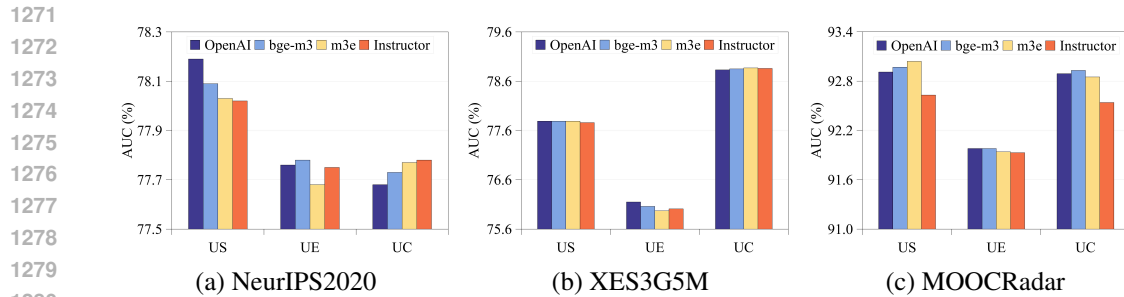 1271
1272
1273
1274
1275
1276
1277
1278
1279
78.3
78.1
77.9
77.7
77.5
AUC (%)
OpenAI bge-m3 m3e Instructor
US UE UC
(a) NeurIPS2020
79.6
78.6
77.6
76.6
75.6
AUC (%)
OpenAI bge-m3 m3e Instructor
US UE UC
(b) XES3G5M
93.4
92.8
92.2
91.6
91.0
AUC (%)
OpenAI bge-m3 m3e Instructor
US UE UC
(c) MOOCRadar